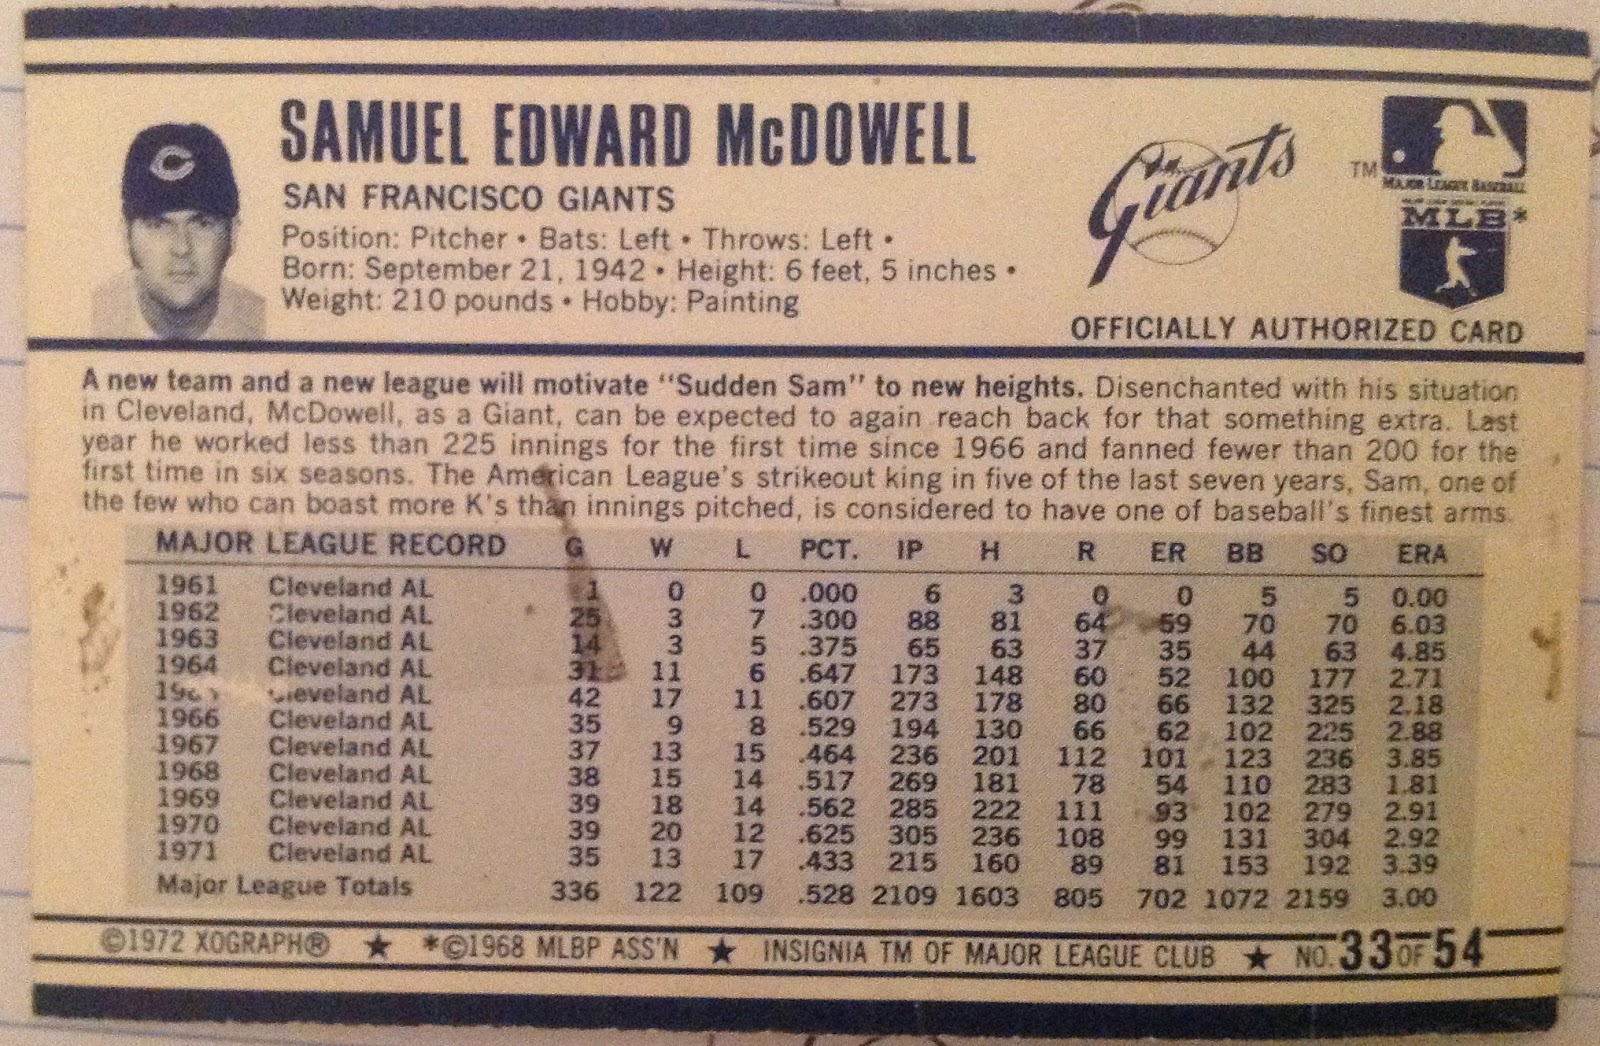 SAMUEL EDWARD McDOWELL
SAN FRANCISCO GIANTS
Position: Pitcher • Bats: Left • Throws: Left •
Born: September 21, 1942 • Height: 6 feet, 5 inches •
Weight: 210 pounds • Hobby: Painting
C
Giants
TM
MAJOR LEAGUE BASEBALL
MLB*
OFFICIALLY AUTHORIZED CARD
A new team and a new league will motivate "Sudden Sam" to new heights. Disenchanted with his situation
in Cleveland, McDowell, as a Giant, can be expected to again reach back for that something extra. Last
year he worked less than 225 innings for the first time since 1966 and fanned fewer than 200 for the
first time in six seasons. The American League's strikeout king in five of the last seven years, Sam, one of
the few who can boast more K's than innings pitched, is considered to have one of baseball's finest arms.
MAJOR LEAGUE RECORD G W L PCT. IP H R ER BB SO ERA
1961 Cleveland AL 1 0 0 .000 6 3 0 0 5 5 0.00
1962 Cleveland AL 25 3 7 .300 88 81 64 59 70 70 6.03
1963 Cleveland AL 14 3 5 .375 65 63 37 35 44 63 4.85
1964 Cleveland AL 31 11 6 .647 173 148 60 52 100 177 2.71
Cleveland AL 42 17 11 .607 273 178 80 66 132 325 2.18
1966 Cleveland AL 35 9 8 .529 194 130 66 62 102 225 2.88
1967 Cleveland AL 37 13 15 .464 236 201 112 101 123 236 3.85
1968 Cleveland AL 38 15 14 .517 269 181 78 54 110 283 1.81
1969 Cleveland AL 39 18 14 .562 285 222 111 93 102 279 2.91
1970 Cleveland AL 39 20 12 .625 305 236 108 99 131 304 2.92
1971 Cleveland AL 35 13 17 .433 215 160 89 81 153 192 3.39
Major League Totals 336 122 109 .528 2109 1603 805 702 1072 2159 3.00
©1972 XOGRAPH® ★ *©1968 MLBP ASS'N ★ INSIGNIA TM OF MAJOR LEAGUE CLUB ★ NO. 33 OF 54